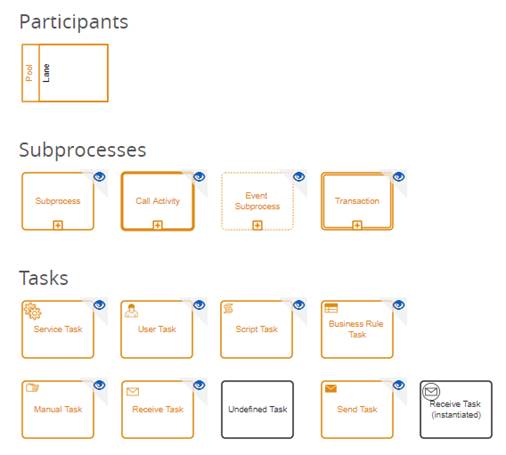 Participants
Pool
Lane
Subprocesses
Subprocess
Call Activity
Event
Subprocess
Transaction
Tasks
Service Task
User Task
Script Task
Business Rule
Task
Manual Task
Receive Task
Undefined Task
Send Task
Receive Task
(instantiated)